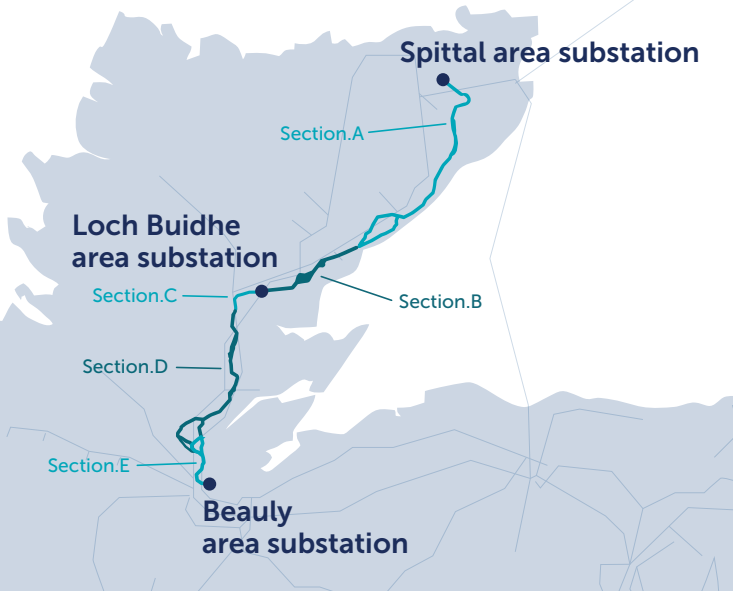 Spittal area substation
Section.A
Loch Buidhe
area substation
Section.C
Section.B
Section.D
Section.E
Beauly
area substation